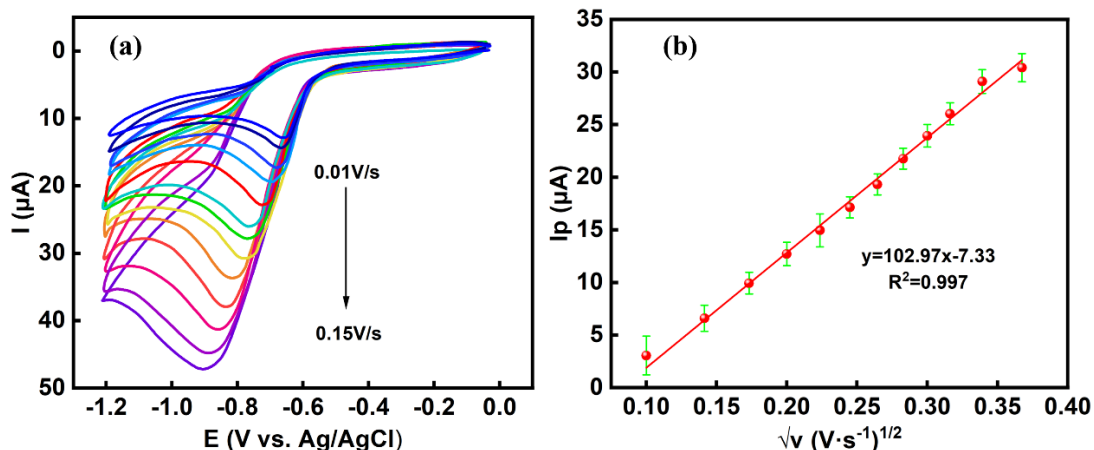 (a)
0
10
20
30
40
50
I (μA)
0.01V/s
0.15V/s
-1.2 -1.0 -0.8 -0.6 -0.4 -0.2 0.0
E (V vs. Ag/AgCl)
(b)
35
30
25
20
15
10
5
0
Ip (μA)
y=102.97x-7.33
R²=0.997
0.10 0.15 0.20 0.25 0.30 0.35 0.40
√v (V·s⁻¹)¹/²